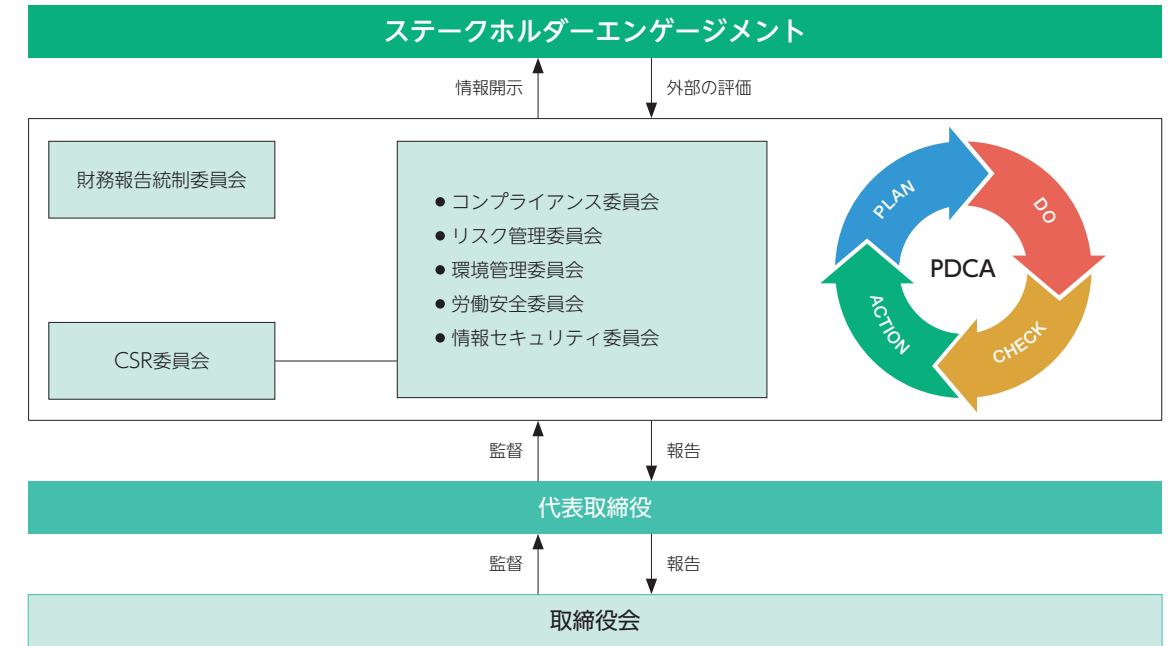 ステークホルダーエンゲージメント
情報開示
外部の評価
財務報告統制委員会
CSR委員会
● コンプライアンス委員会
● リスク管理委員会
● 環境管理委員会
● 労働安全委員会
● 情報セキュリティ委員会
PLAN
DO
PDCA
ACTION
CHECK
監督
報告
代表取締役
監督
報告
取締役会